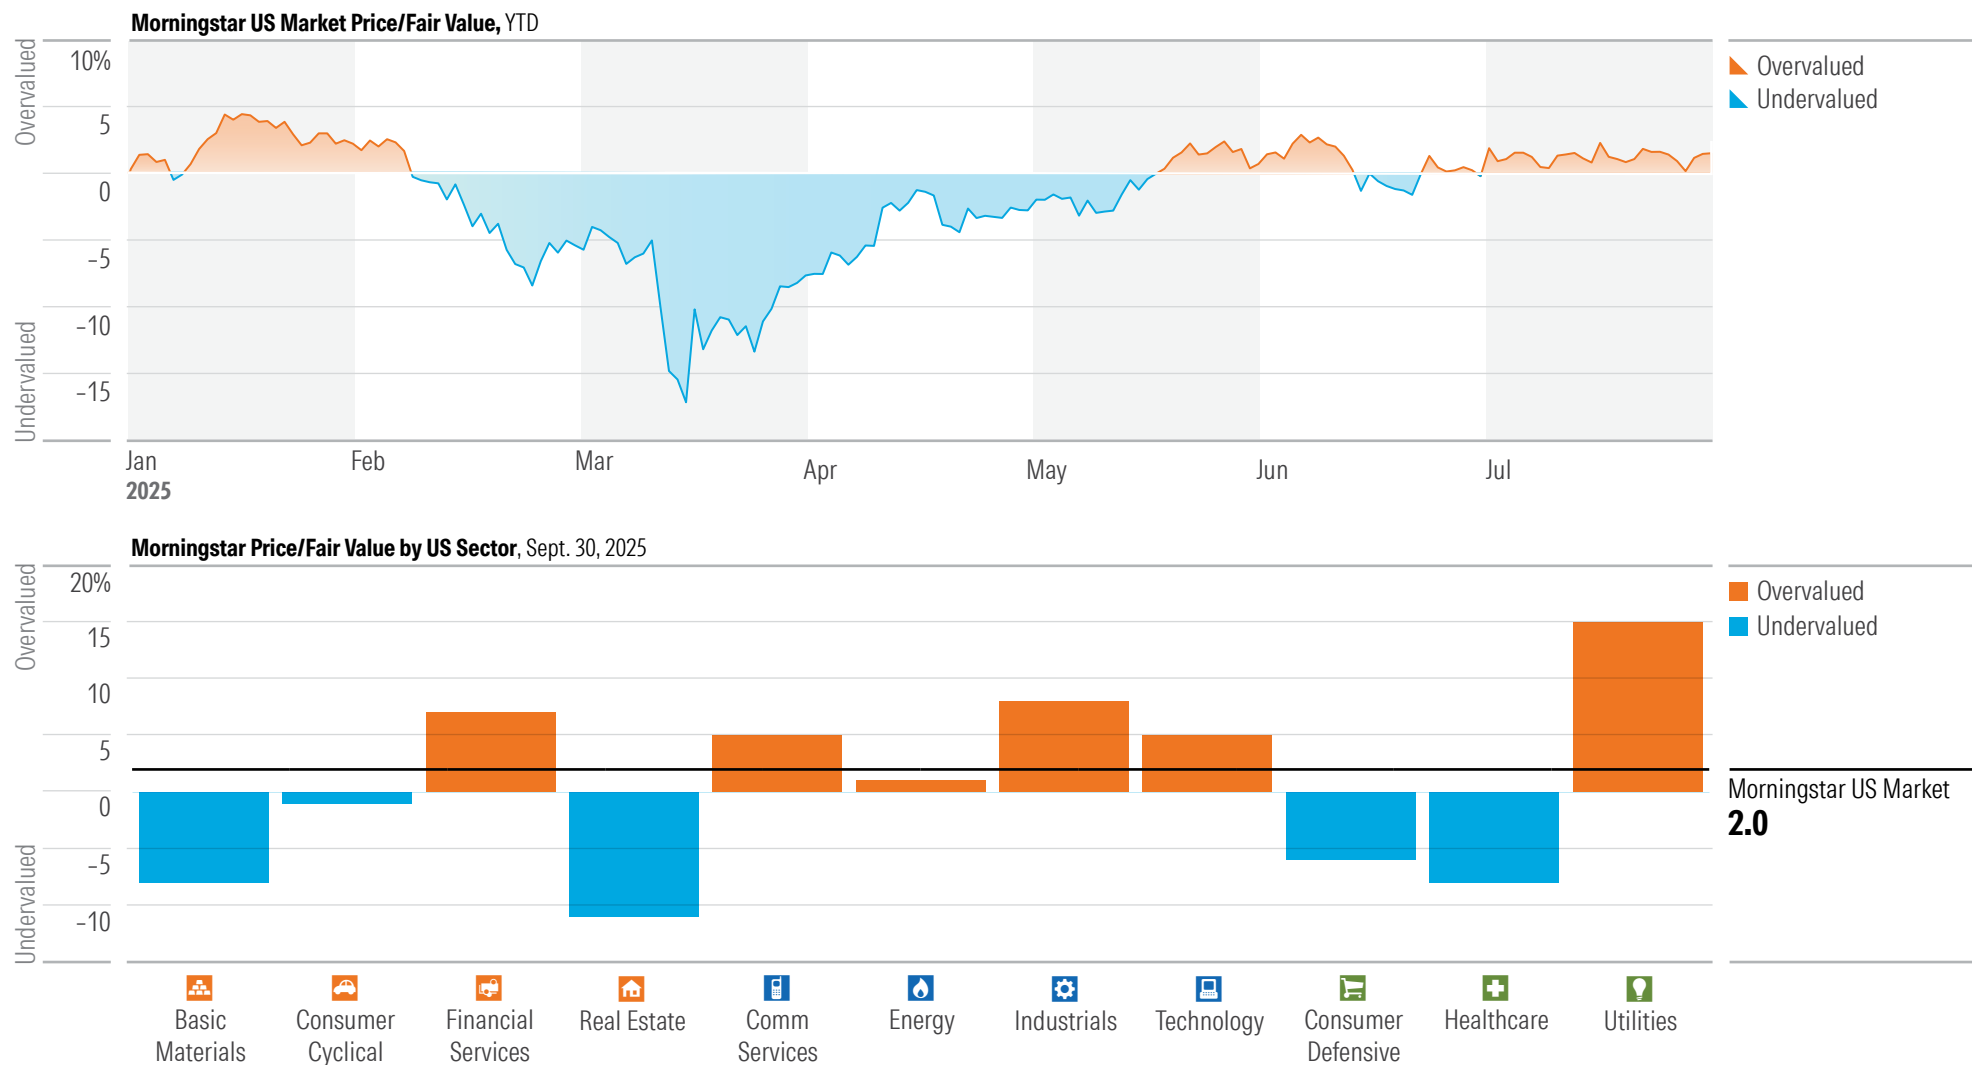 Morningstar US Market Price/Fair Value, YTD
Overvalued
Undervalued
10%
5
0
−5
−10
−15
Jan
2025
Feb
Mar
Apr
May
Jun
Jul
Overvalued
Undervalued
Morningstar Price/Fair Value by US Sector, Sept. 30, 2025
Overvalued
Undervalued
20%
15
10
5
0
−5
−10
Overvalued
Undervalued
Morningstar US Market
2.0
Basic
Materials
Consumer
Cyclical
Financial
Services
Real Estate
Comm
Services
Energy
Industrials
Technology
Consumer
Defensive
Healthcare
Utilities